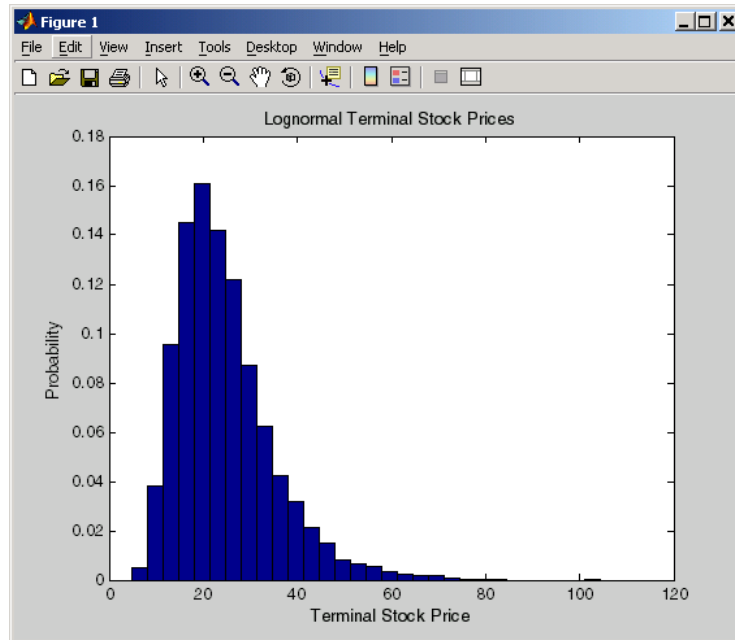 Figure 1
File Edit View Insert Tools Desktop Window Help
Lognormal Terminal Stock Prices
0.18
0.16
0.14
0.12
0.1
0.08
0.06
0.04
0.02
0
Probability
0 20 40 60 80 100 120
Terminal Stock Price